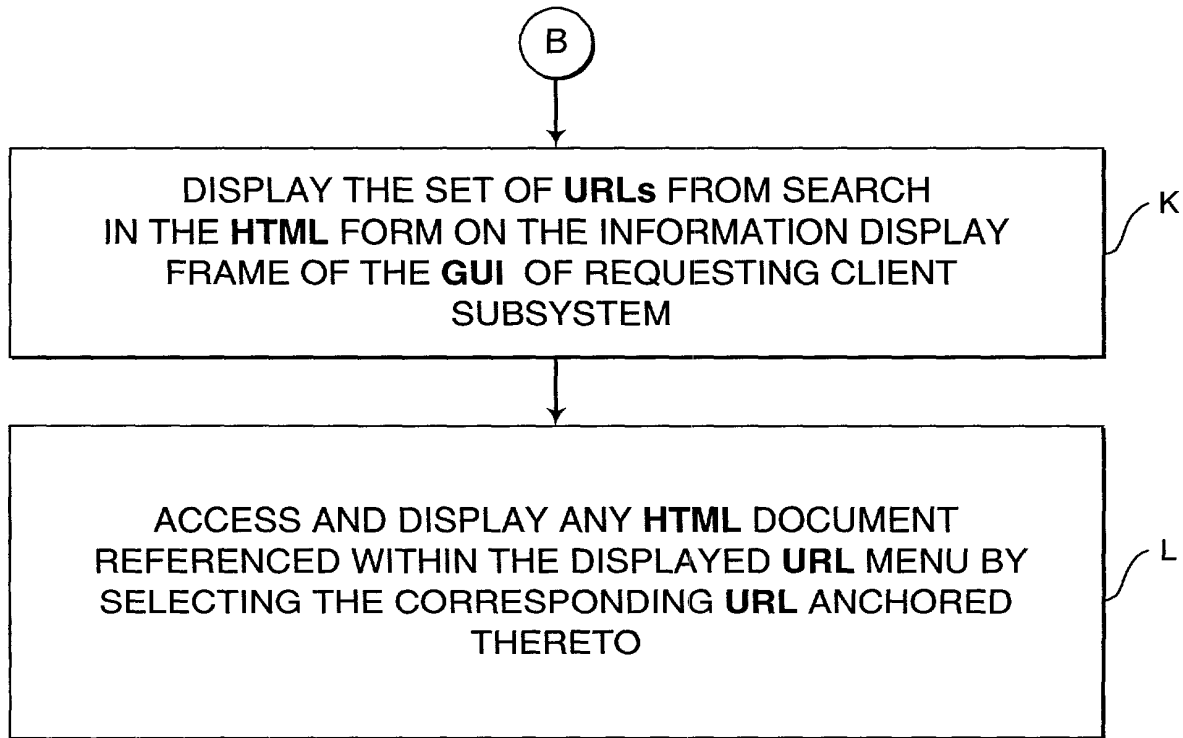 B
DISPLAY THE SET OF URLs FROM SEARCH
IN THE HTML FORM ON THE INFORMATION DISPLAY
FRAME OF THE GUI OF REQUESTING CLIENT
SUBSYSTEM
K
ACCESS AND DISPLAY ANY HTML DOCUMENT
REFERENCED WITHIN THE DISPLAYED URL MENU BY
SELECTING THE CORRESPONDING URL ANCHORED
THERETO
L